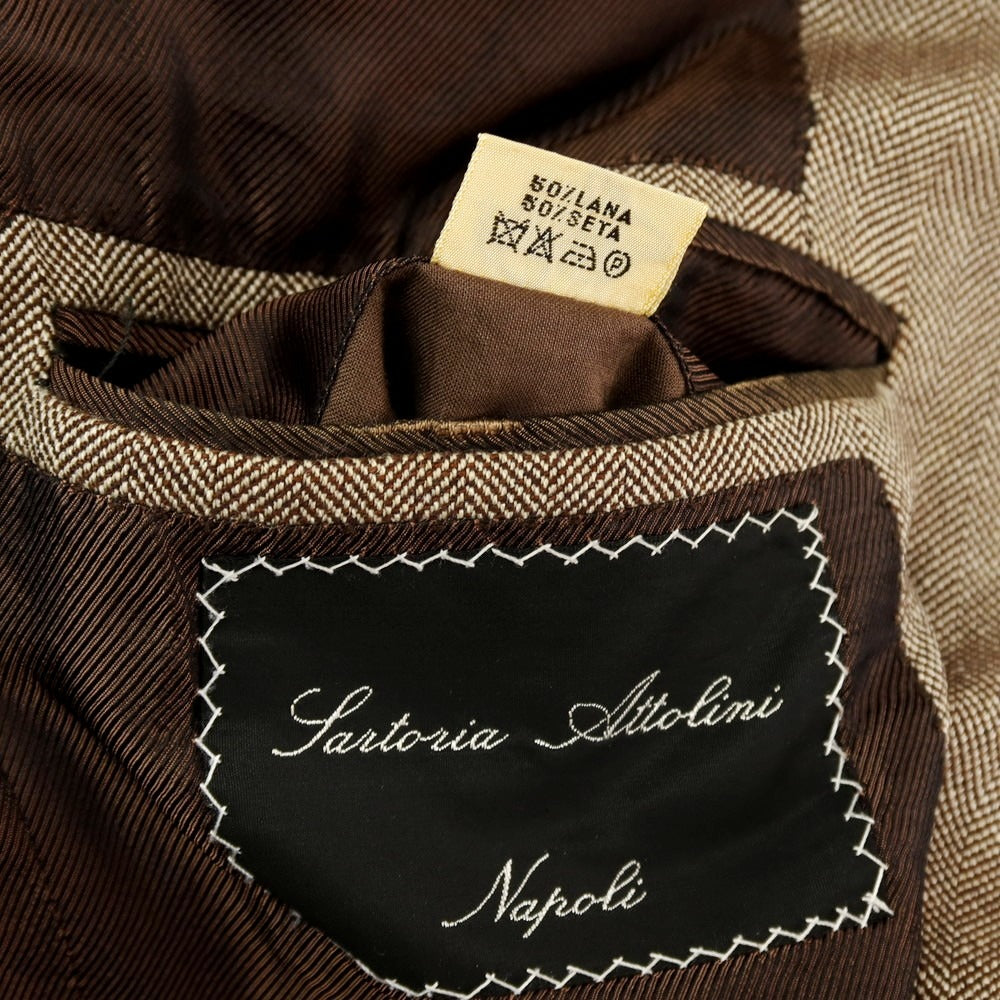 50%LANA
50%SETA
P
Sartoria Attolini
Napoli